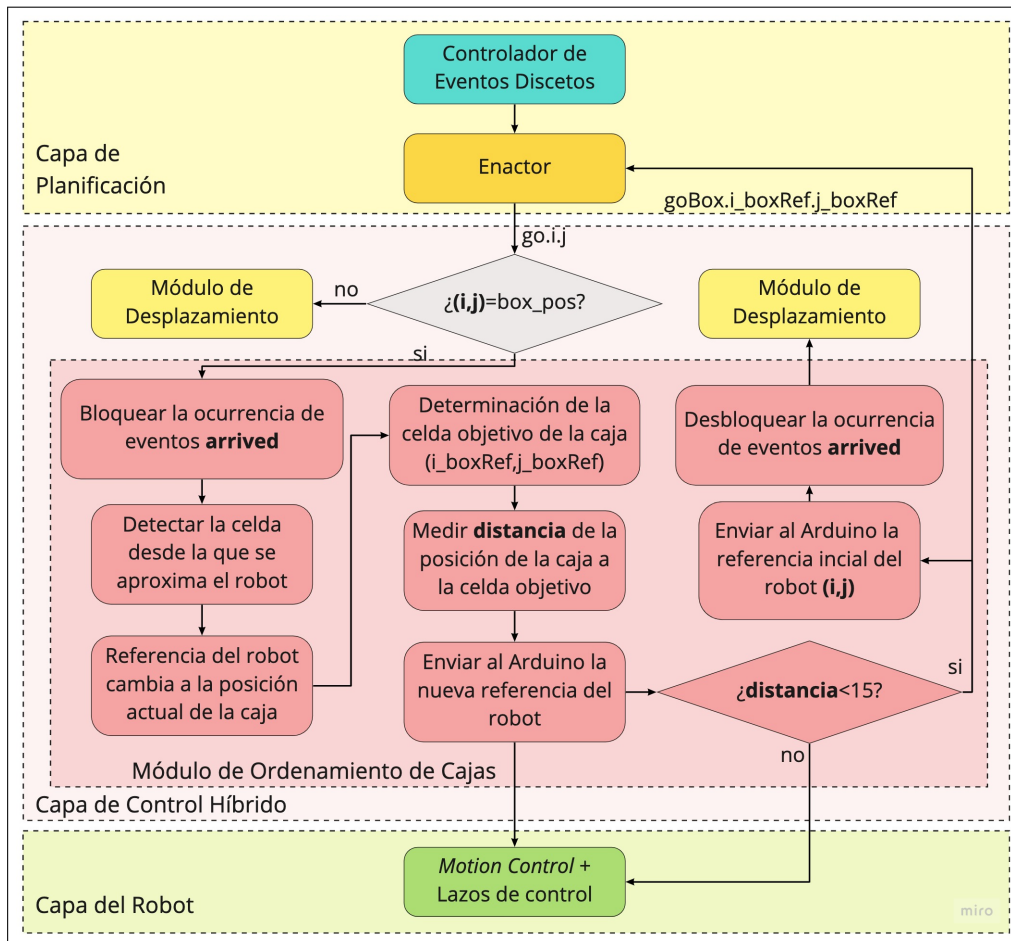 Controlador de
Eventos Discetos
Capa de
Planificación
Enactor
goBox.i_boxRef.j_boxRef
go.i.j
¿(i,j)=box_pos?
no
Módulo de
Desplazamiento
Módulo de
Desplazamiento
si
Bloquear la ocurrencia de
eventos arrived
Detectar la celda
desde la que se
aproxima el robot
Referencia del robot
cambia a la posición
actual de la caja
Determinación de la
celda objetivo de la caja
(i_boxRef,j_boxRef)
Medir distancia de la
posición de la caja a
la celda objetivo
Enviar al Arduino la
nueva referencia del
robot
Desbloquear la ocurrencia
de eventos arrived
Enviar al Arduino la
referencia incial del
robot (i,j)
¿distancia<15?
si
no
Módulo de Ordenamiento de Cajas
Capa de Control Híbrido
Motion Control +
Lazos de control
Capa del Robot
miro